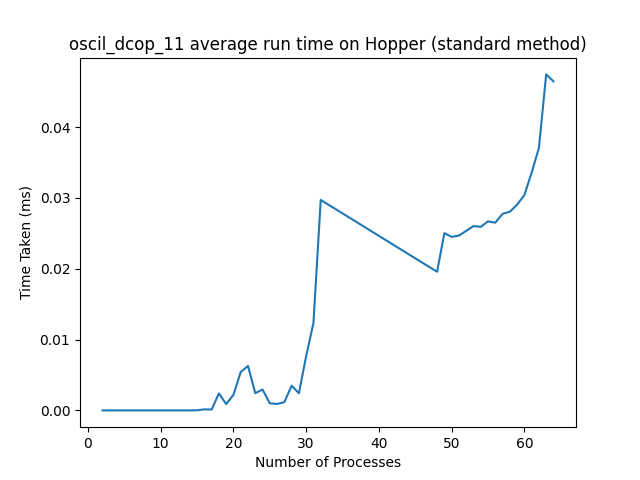 oscil_dcop_11 average run time on Hopper (standard method)
Time Taken (ms)
0.04
0.03
0.02
0.01
0.00
0 10 20 30 40 50 60
Number of Processes